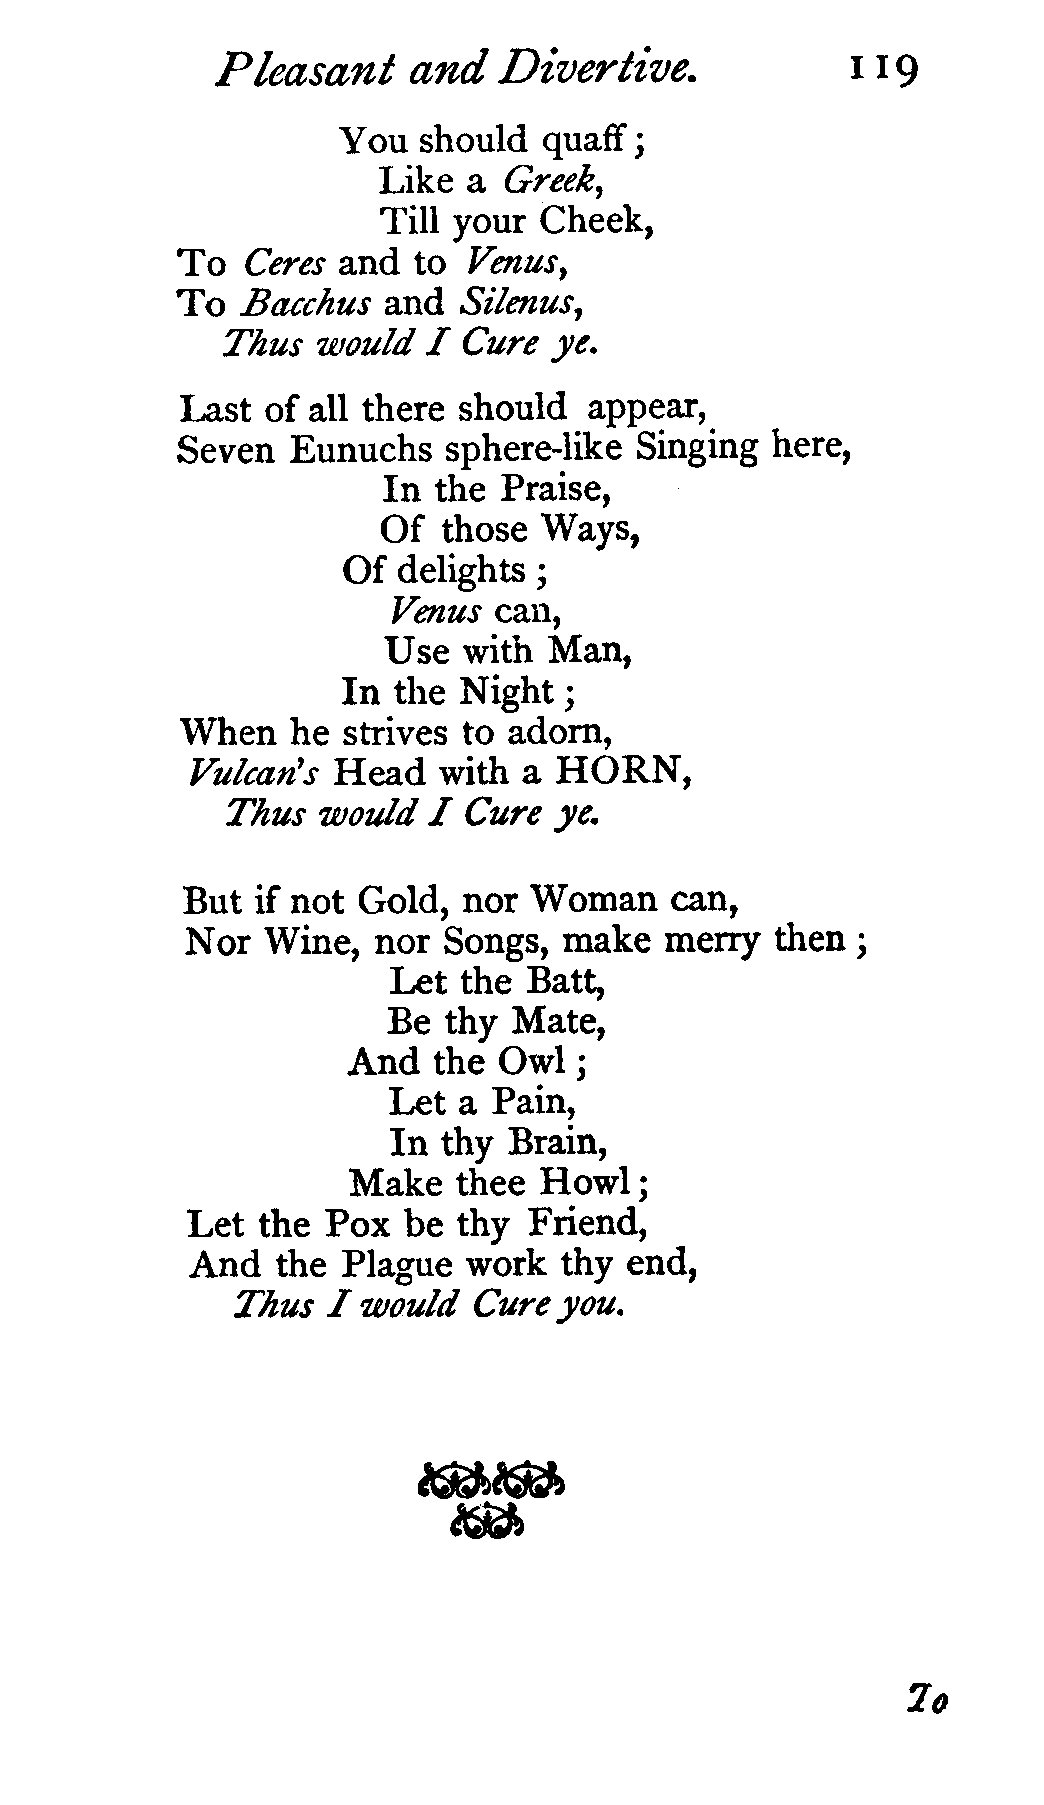 Pleasant and Divertive. 119
You should quaff ;
Like a Greek,
Till your Cheek,
To Ceres and to Venus,
To Bacchus and Silenus,
Thus would I Cure ye.
Last of all there should appear,
Seven Eunuchs sphere-like Singing here,
In the Praise,
Of those Ways,
Of delights ;
Venus can,
Use with Man,
In the Night ;
When he strives to adorn,
Vulcan's Head with a HORN,
Thus would I Cure ye.
But if not Gold, nor Woman can,
Nor Wine, nor Songs, make merry then ;
Let the Batt,
Be thy Mate,
And the Owl ;
Let a Pain,
In thy Brain,
Make thee Howl ;
Let the Pox be thy Friend,
And the Plague work thy end,
Thus I would Cure you.
To